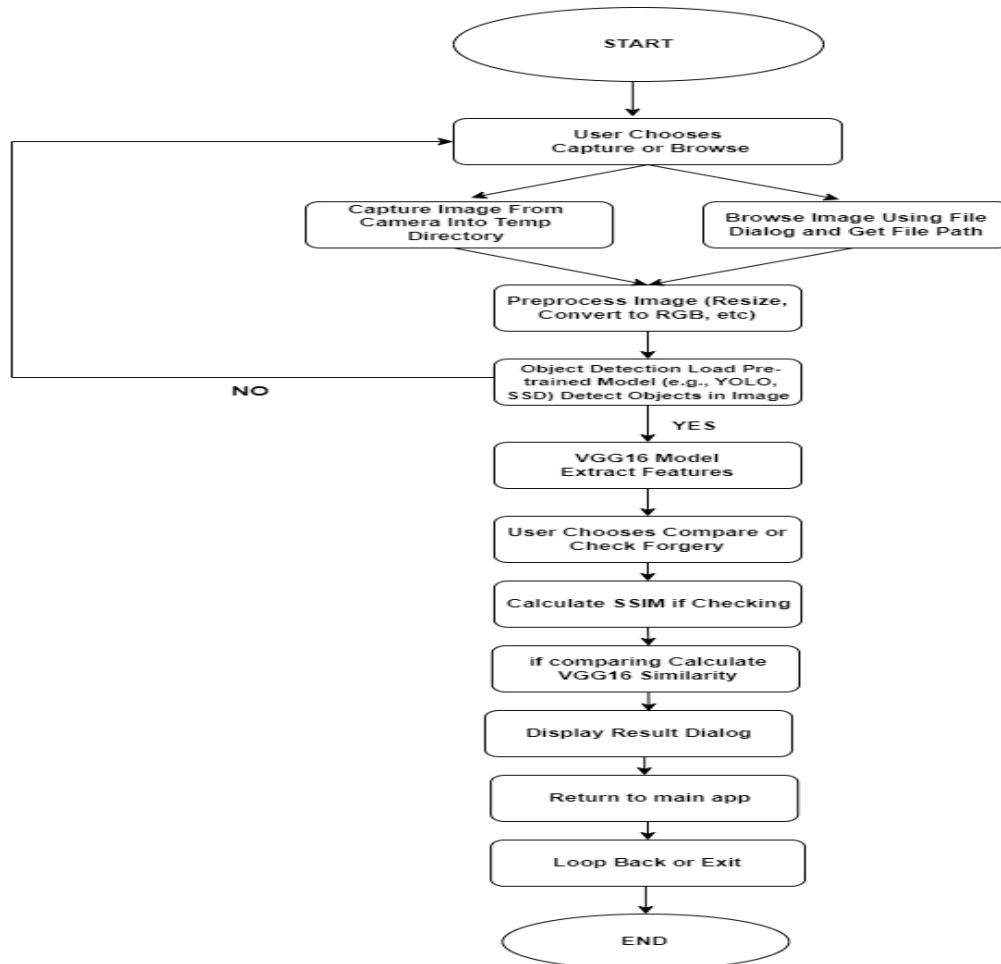 START
User Chooses
Capture or Browse
Capture Image From
Camera Into Temp
Directory
Browse Image Using File
Dialog and Get File Path
Preprocess Image (Resize,
Convert to RGB, etc)
Object Detection Load Pre-
trained Model (e.g., YOLO,
SSD) Detect Objects in Image
NO
YES
VGG16 Model
Extract Features
User Chooses Compare or
Check Forgery
Calculate SSIM if Checking
if comparing Calculate
VGG16 Similarity
Display Result Dialog
Return to main app
Loop Back or Exit
END